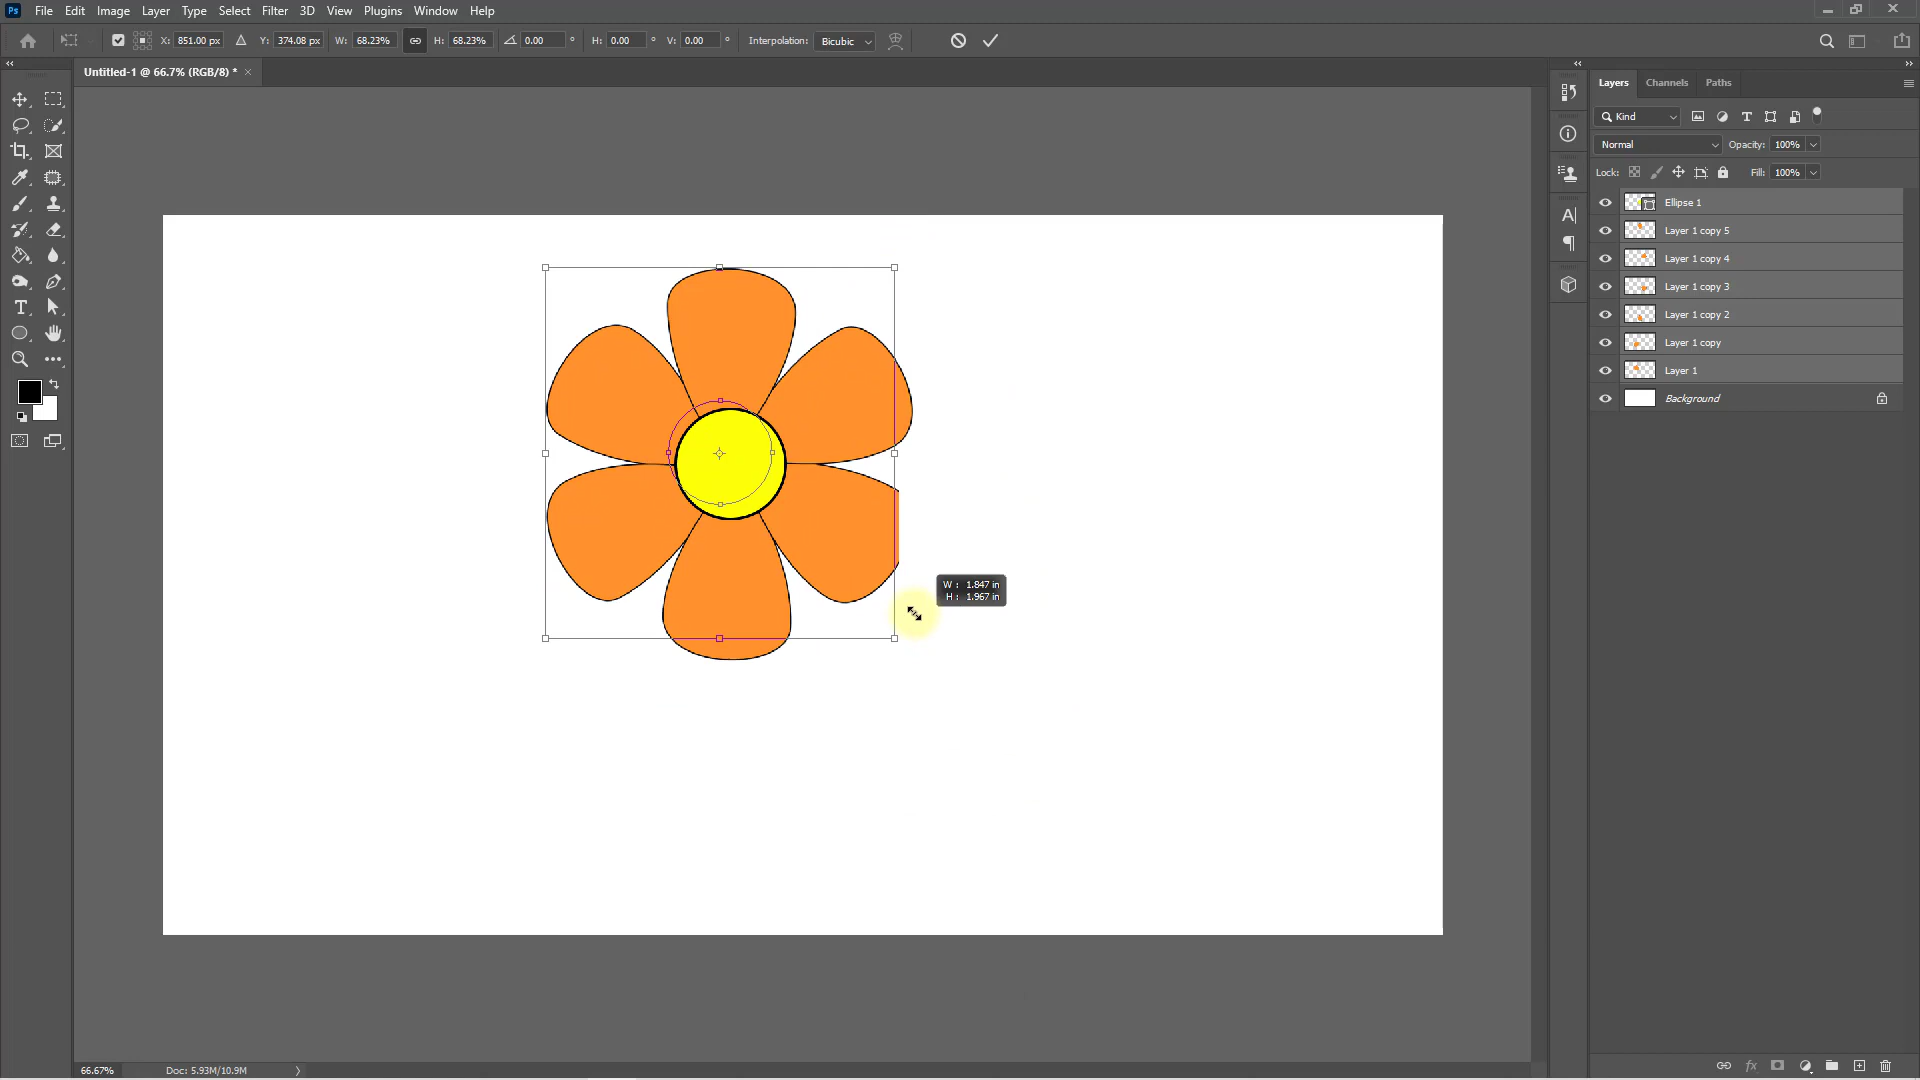 Ps File Edit Image Layer Type Select Filter 3D View Plugins Window Help
X: 851.00 px Y: 374.08 px W: 68.23% H: 68.23% 0.00 ° H: 0.00 ° V: 0.00 ° Interpolation: Bicubic
Untitled-1 @ 66.7% (RGB/8) * ×
Layers Channels Paths
Kind
Normal Opacity: 100%
Lock: Fill: 100%
Ellipse 1
Layer 1 copy 5
Layer 1 copy 4
Layer 1 copy 3
Layer 1 copy 2
Layer 1 copy
Layer 1
Background
W : 1.847 in
H : 1.967 in
66.67% Doc: 5.93M/10.9M